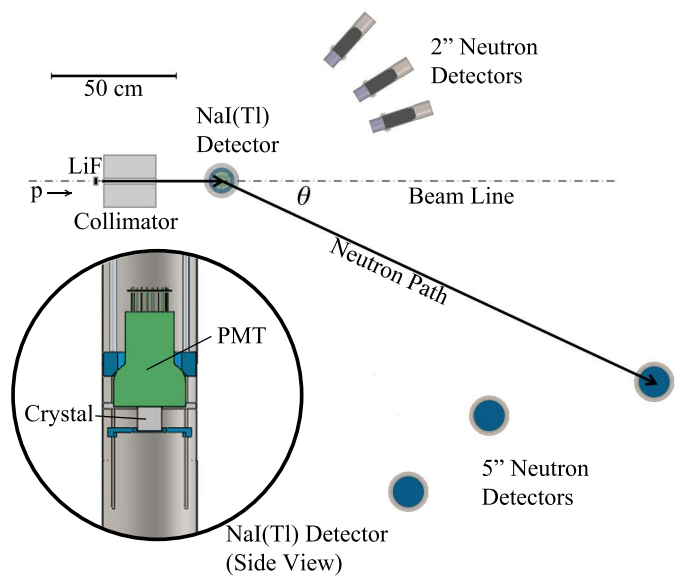 2” Neutron
Detectors
50 cm
NaI(Tl)
Detector
LiF
p
θ
Beam Line
Collimator
Neutron Path
PMT
Crystal
5” Neutron
Detectors
NaI(Tl) Detector
(Side View)